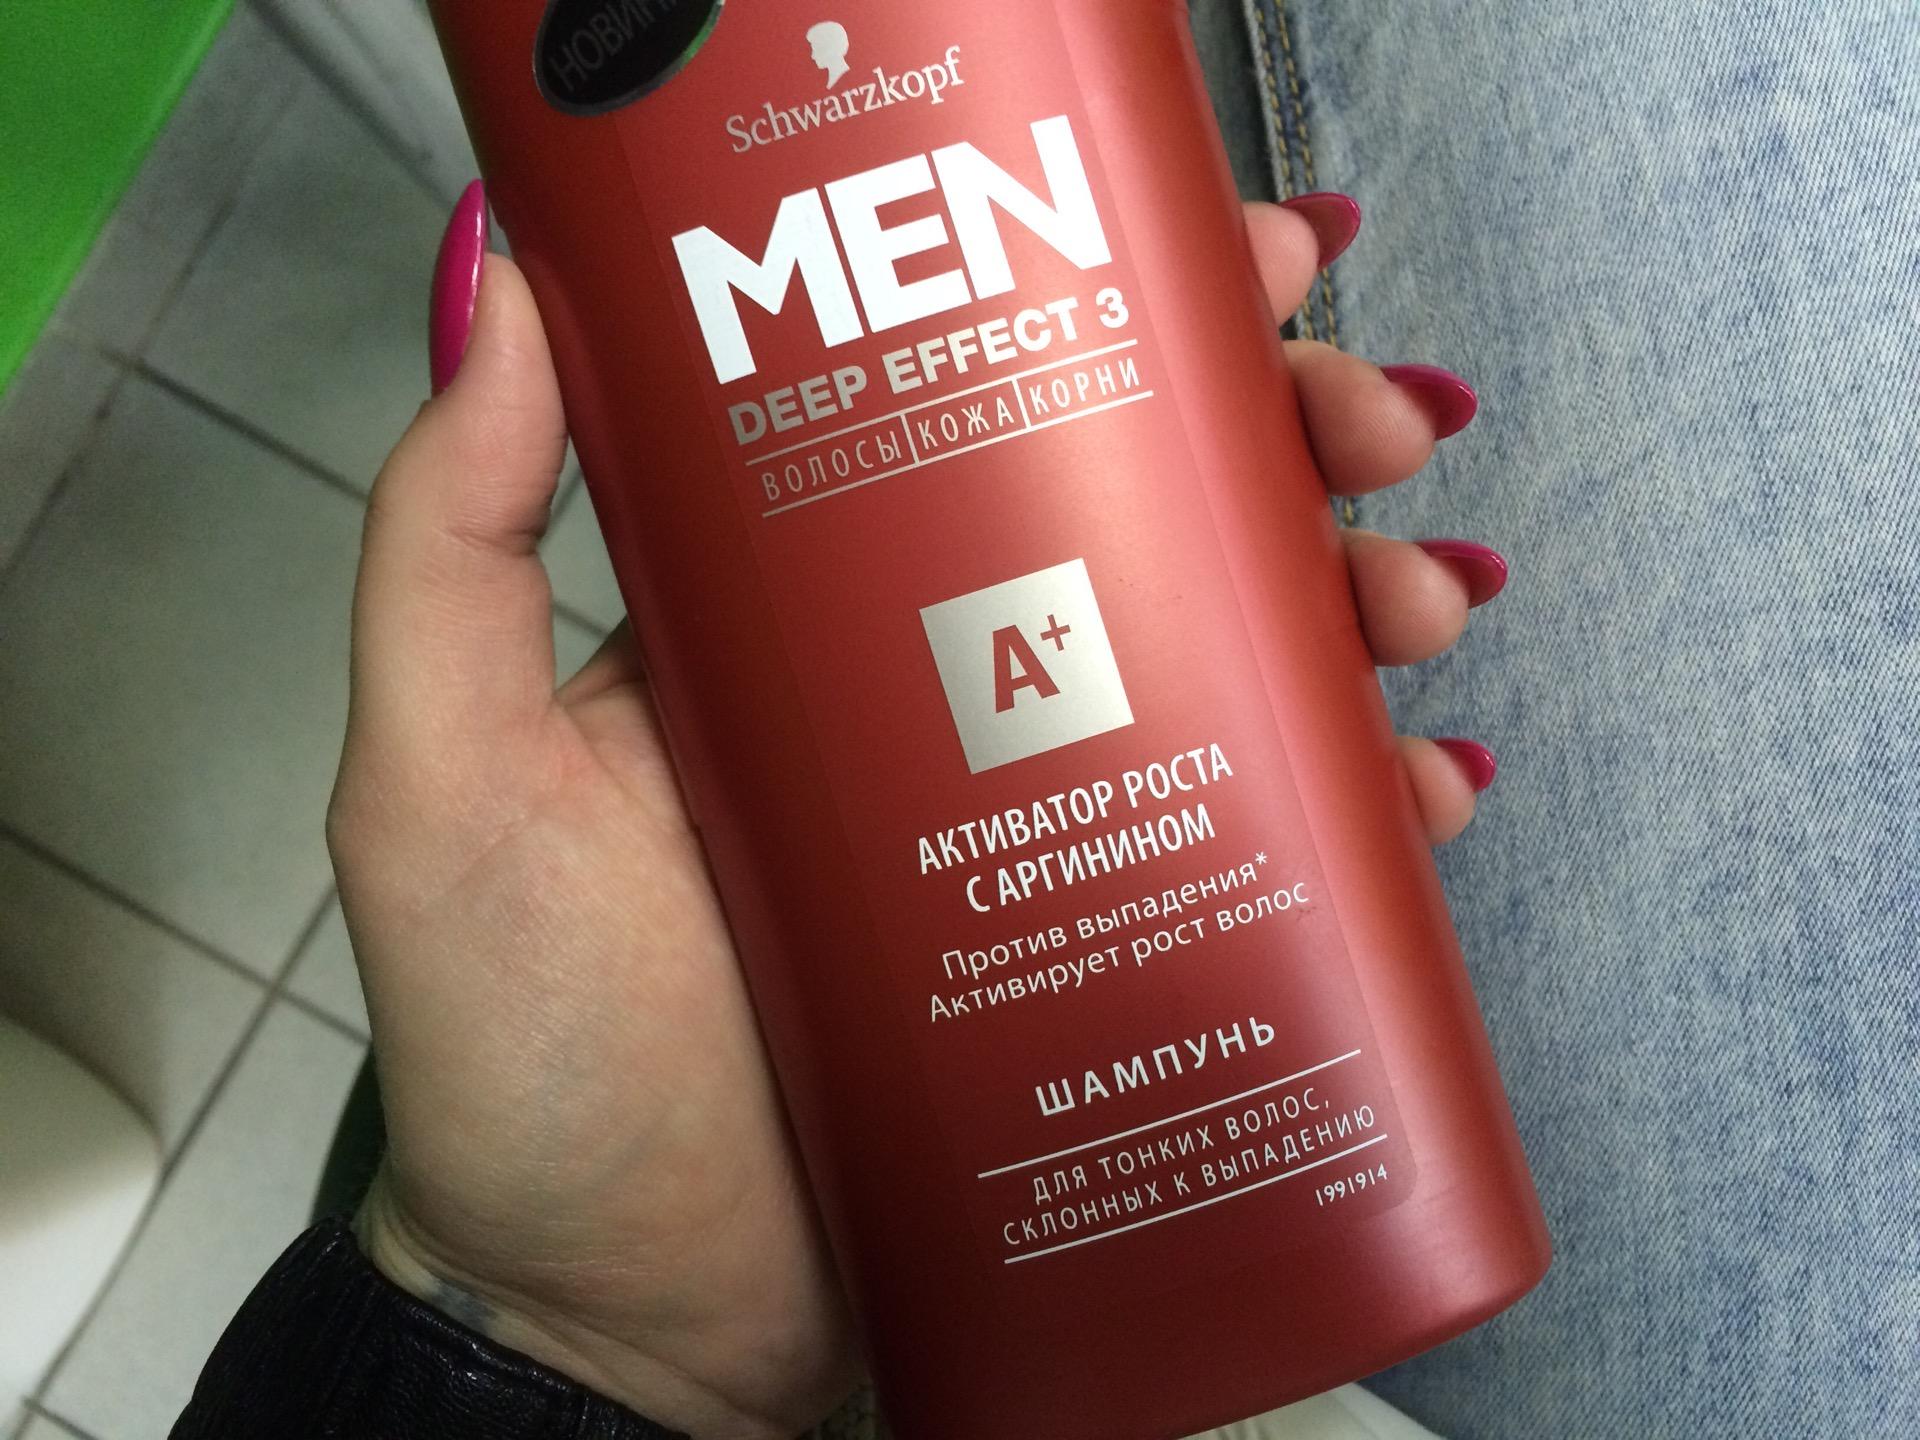 Schwarzkopf
MEN
DEEP EFFECT 3
ВОЛОСЫ КОЖА КОРНИ
A+
АКТИВАТОР РОСТА
С АРГИНИНОМ
Против выпадения*
Активирует рост волос
ШАМПУНЬ
ДЛЯ ТОНКИХ ВОЛОС,
СКЛОННЫХ К ВЫПАДЕНИЮ
1991914